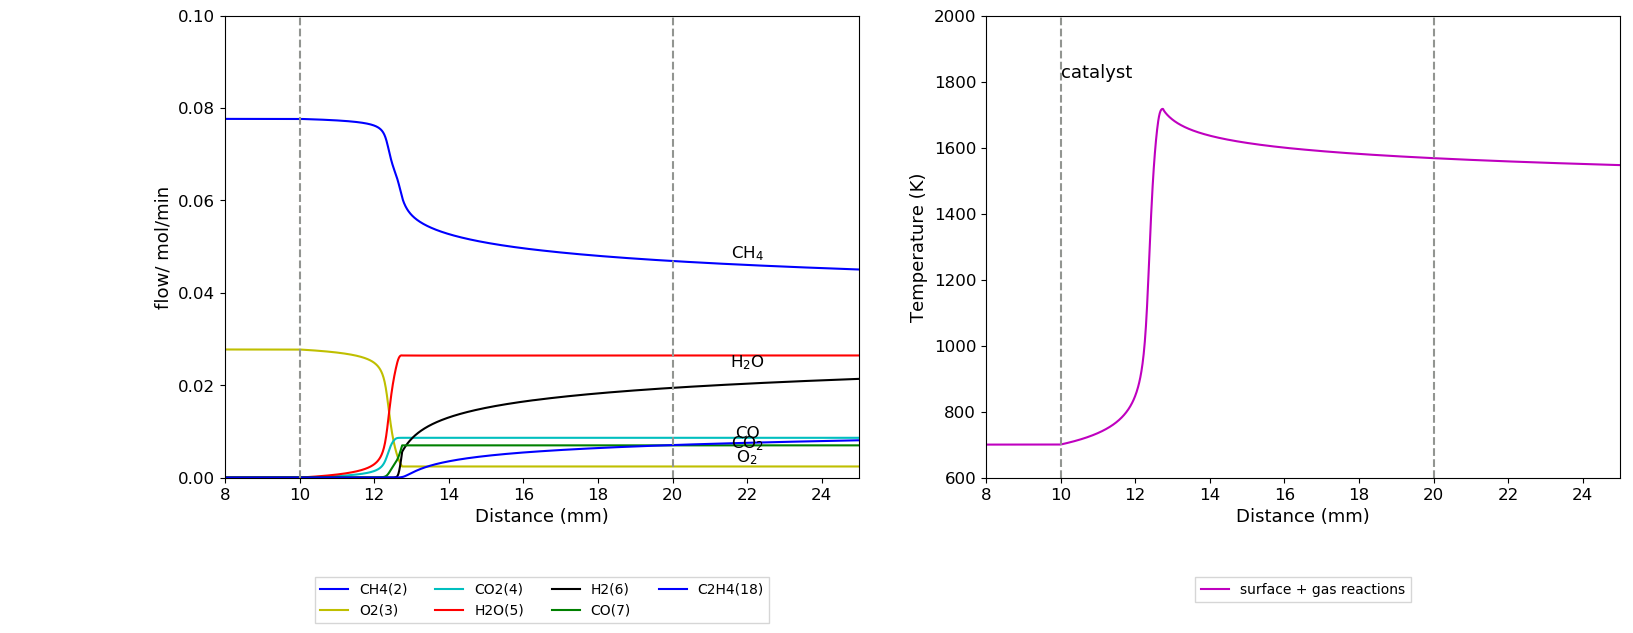 0.10
0.08
0.06
0.04
0.02
0.00
flow/ mol/min
8 10 12 14 16 18 20 22 24
Distance (mm)
CH₄
H₂O
CO
CO₂
O₂
CH4(2) CO2(4) H2(6) C2H4(18)
O2(3) H2O(5) CO(7)
2000
1800
1600
1400
1200
1000
800
600
Temperature (K)
catalyst
8 10 12 14 16 18 20 22 24
Distance (mm)
surface + gas reactions